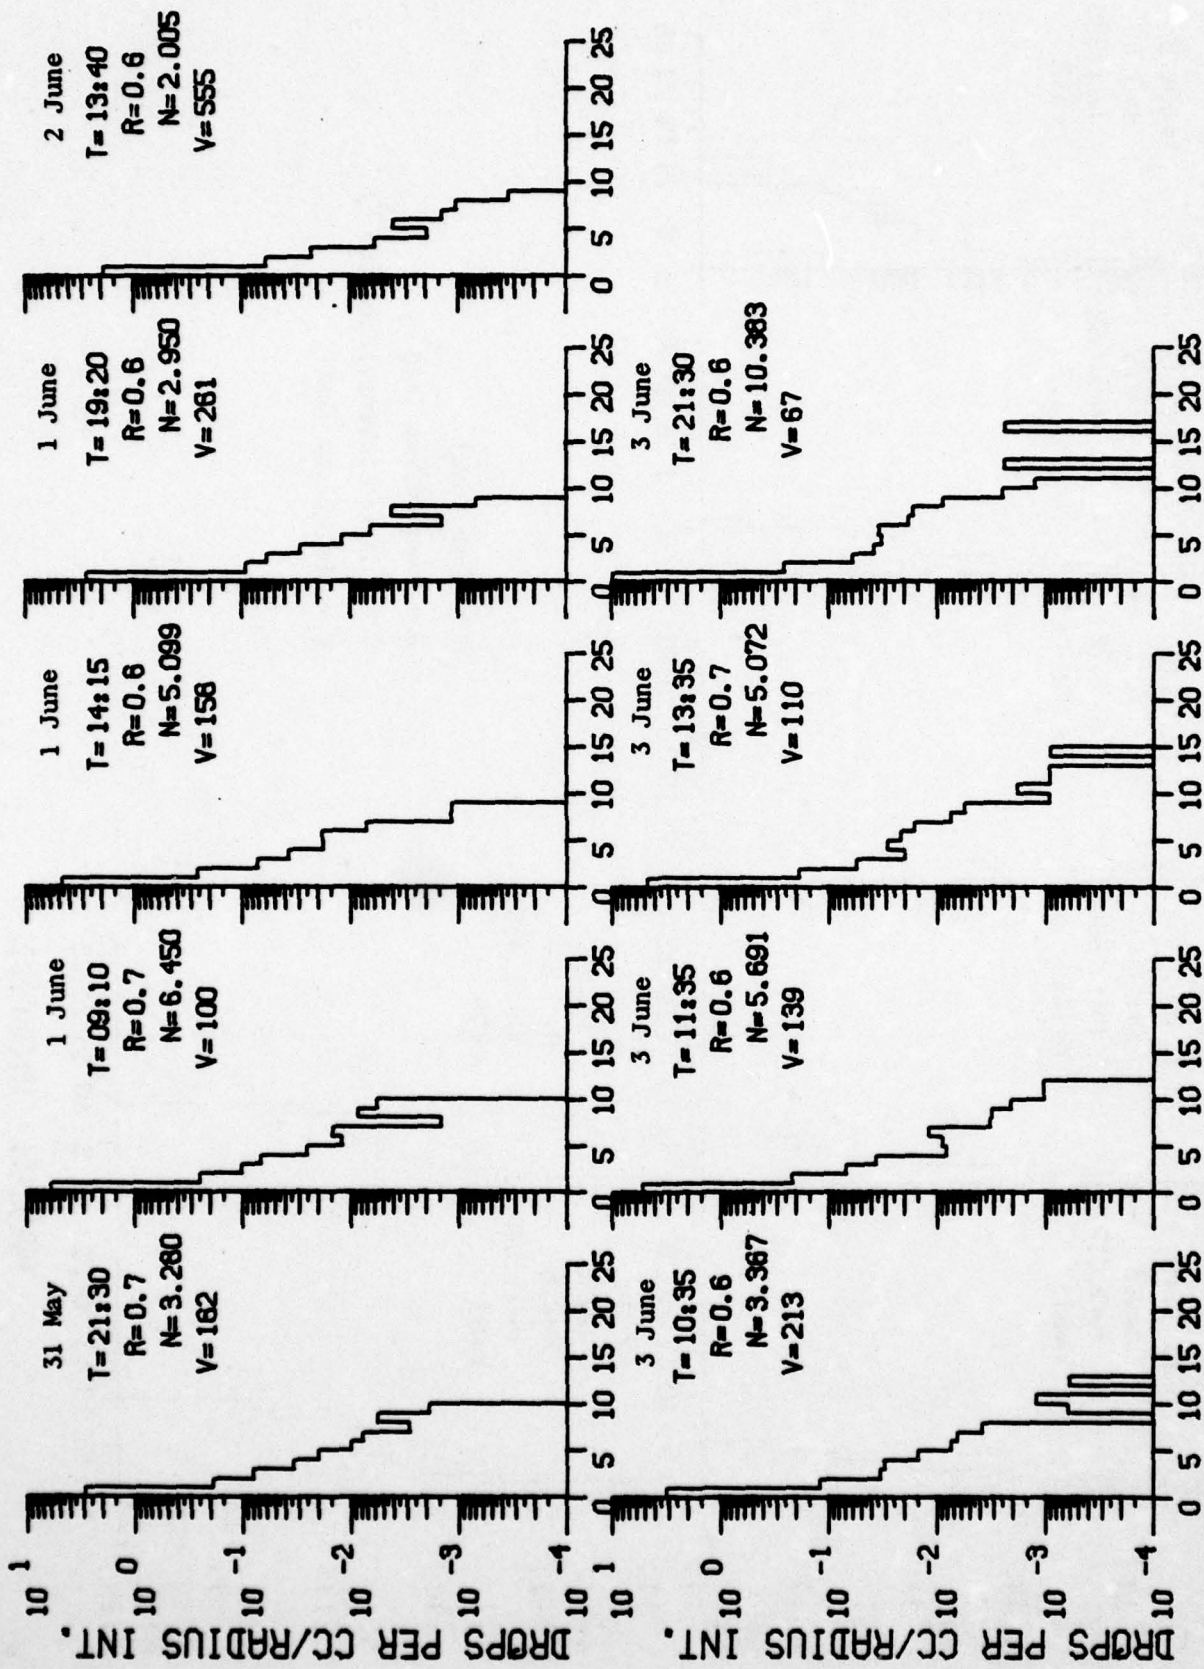 DROPS PER CC/RADIUS INT.
10 1
10 0
10 -1
10 -2
10 -3
10 -4
31 May
T=21:30
R=0.7
N=3.280
V=162
0 5 10 15 20 25
1 June
T=09:10
R=0.7
N=6.450
V=100
0 5 10 15 20 25
1 June
T=14:15
R=0.6
N=5.099
V=158
0 5 10 15 20 25
1 June
T=19:20
R=0.6
N=2.950
V=261
0 5 10 15 20 25
2 June
T=13:40
R=0.6
N=2.005
V=555
0 5 10 15 20 25
DROPS PER CC/RADIUS INT.
10 1
10 0
10 -1
10 -2
10 -3
10 -4
3 June
T=10:35
R=0.6
N=3.367
V=213
0 5 10 15 20 25
3 June
T=11:35
R=0.6
N=5.691
V=139
0 5 10 15 20 25
3 June
T=13:35
R=0.7
N=5.072
V=110
0 5 10 15 20 25
3 June
T=21:30
R=0.6
N=10.383
V=67
0 5 10 15 20 25